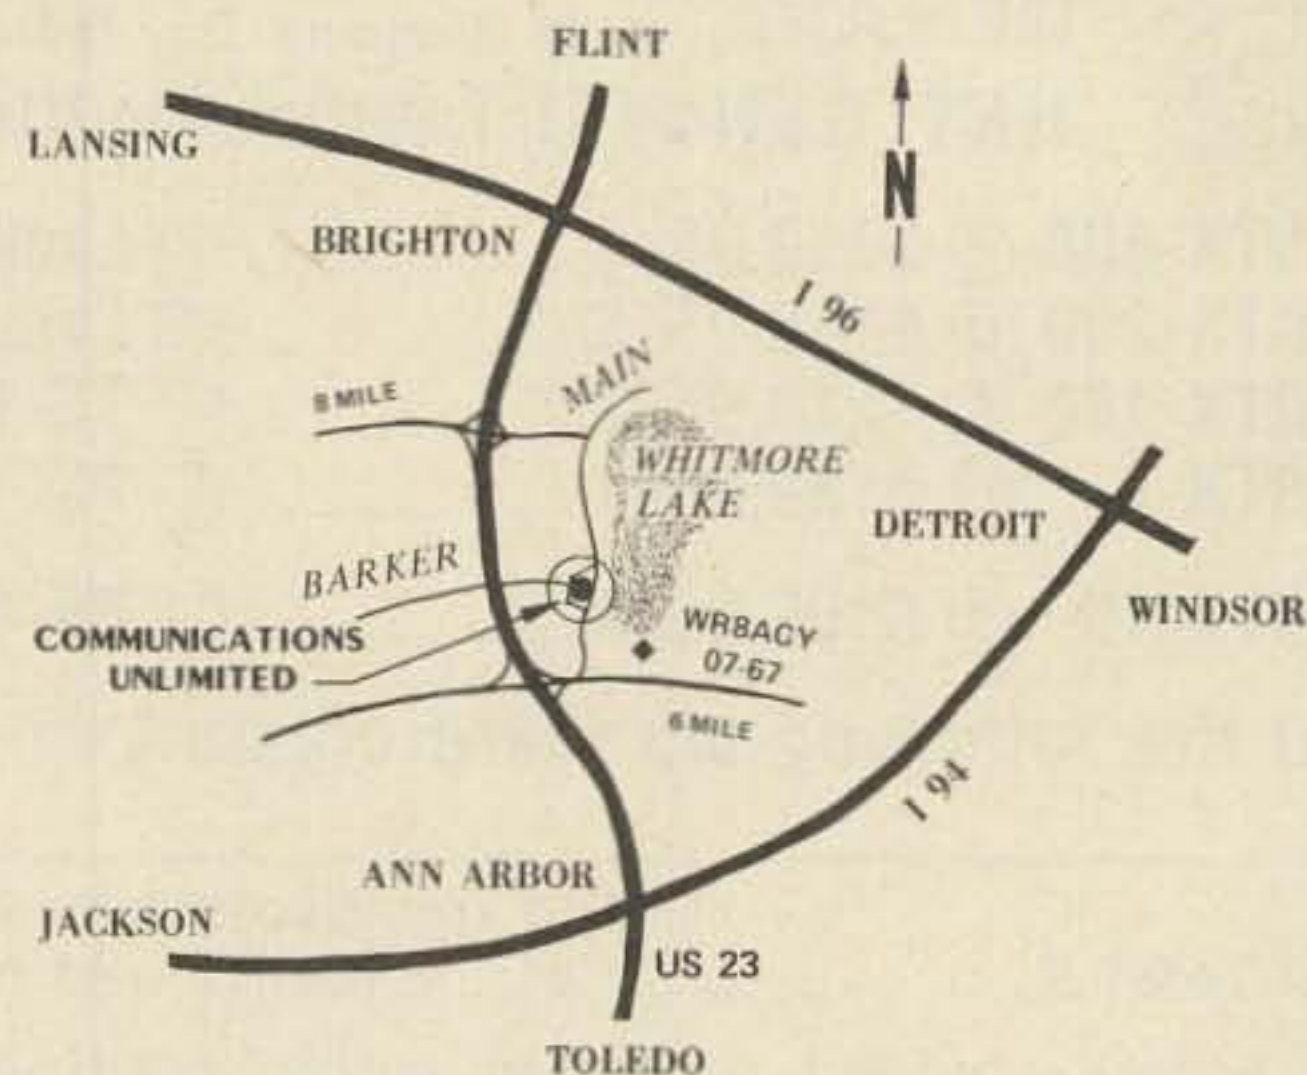 FLINT
LANSING
N
BRIGHTON
I 96
MAIN
8 MILE
WHITMORE
LAKE
DETROIT
BARKER
WINDSOR
COMMUNICATIONS
UNLIMITED
WR8ACY
07-67
6 MILE
I 94
ANN ARBOR
JACKSON
US 23
TOLEDO